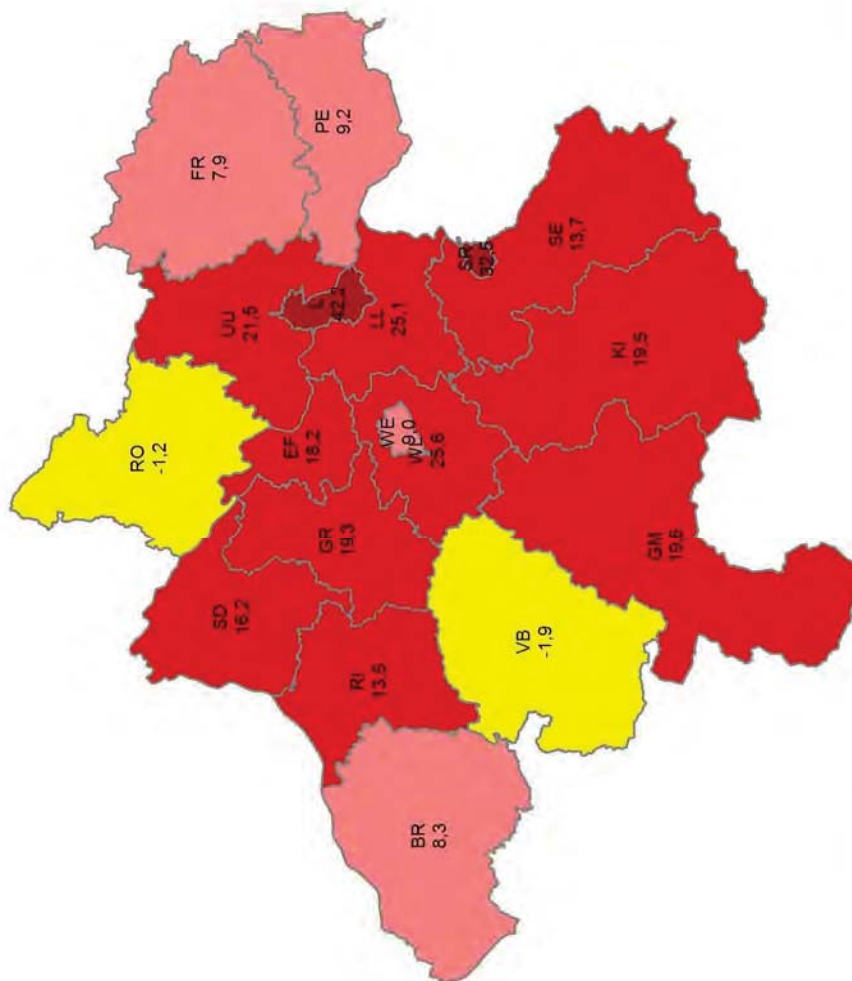 FR
7,9
PE
9,2
UU
21,5
RO
-1,2
LL
25,1
SR
32,5
SE
13,7
EF
18,2
WE
9,0
25,6
KI
19,5
GR
19,3
SD
16,2
RI
13,5
VB
-1,9
GM
19,6
BR
8,3